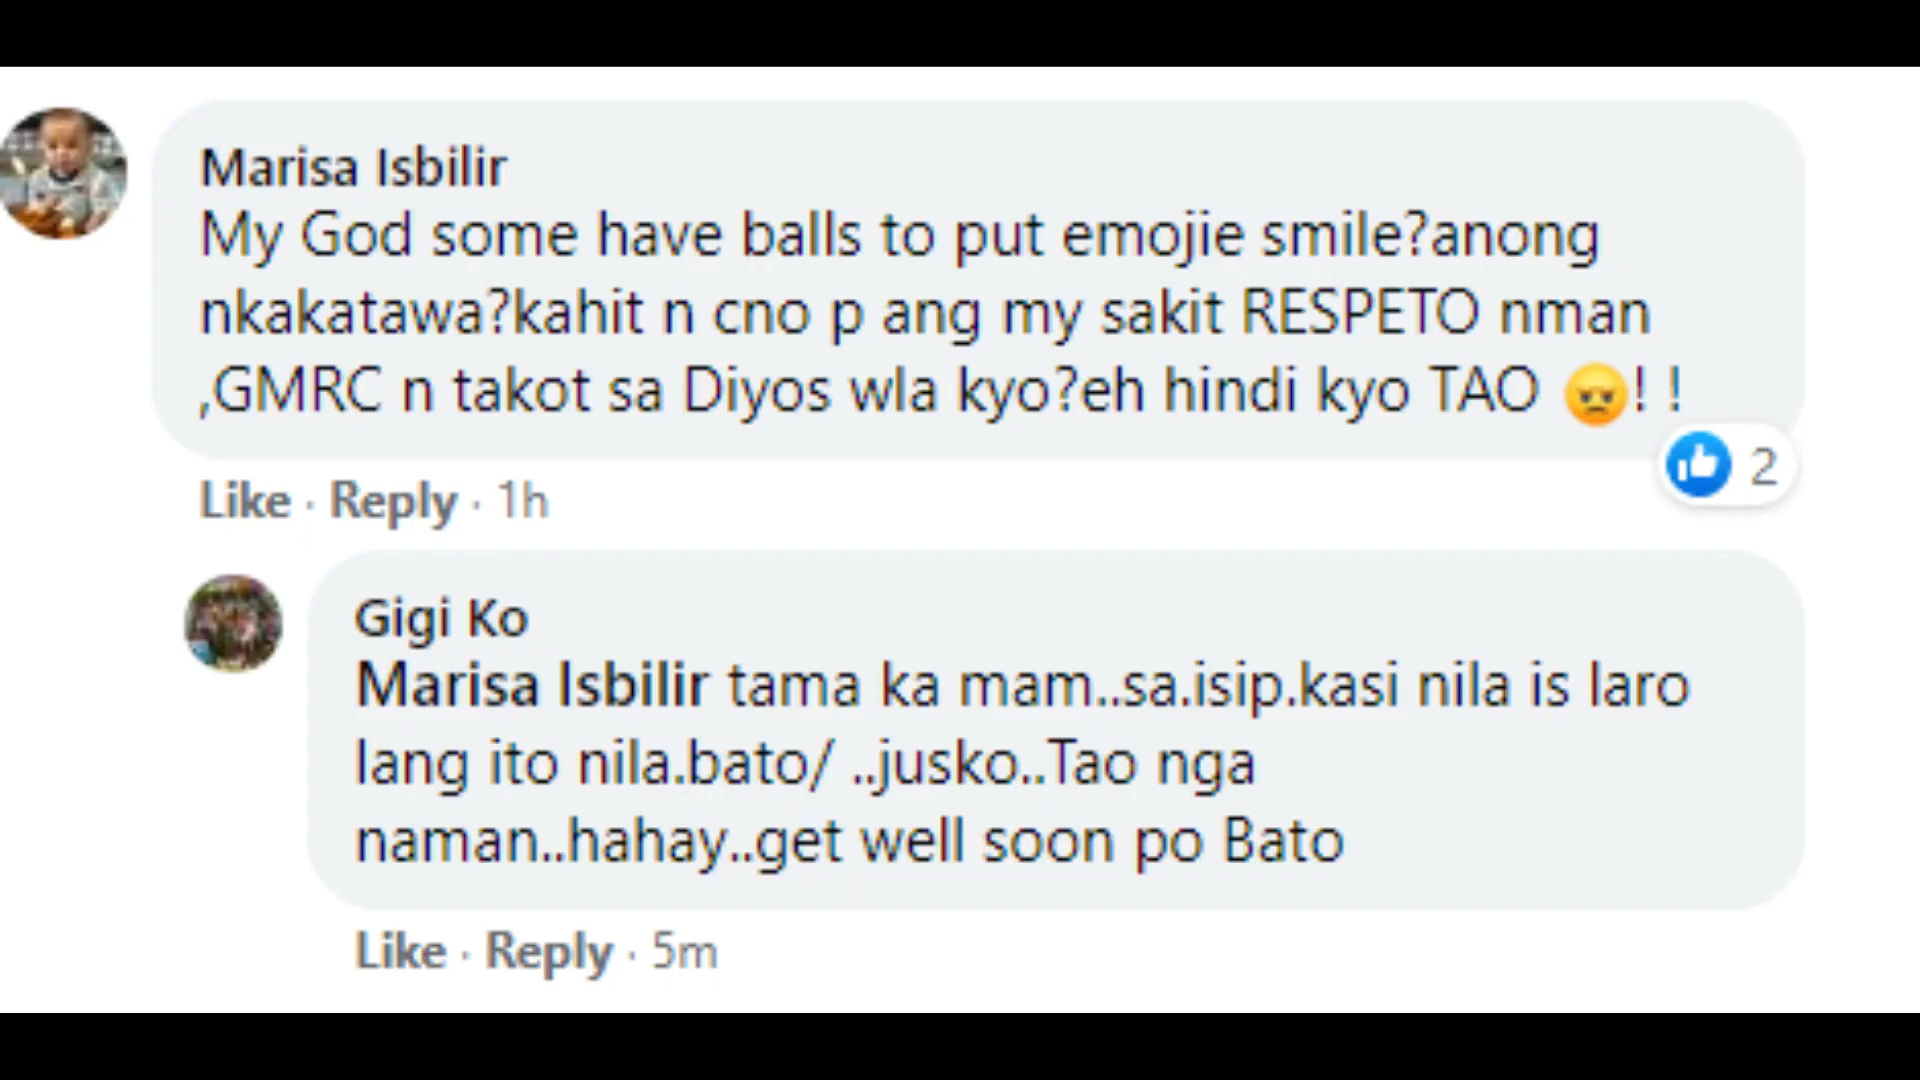 Marisa Isbilir
My God some have balls to put emojie smile?anong
nkakatawa?kahit n cno p ang my sakit RESPETO nman
,GMRC n takot sa Diyos wla kyo?eh hindi kyo TAO 😠! !
2
Like · Reply · 1h
Gigi Ko
Marisa Isbilir tama ka mam..sa.isip.kasi nila is laro
lang ito nila.bato/ ..jusko..Tao nga
naman..hahay..get well soon po Bato
Like · Reply · 5m